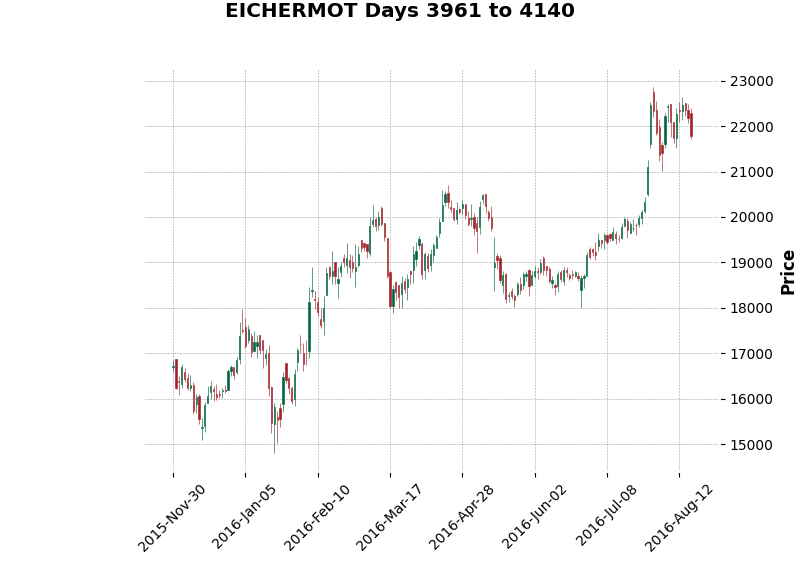 EICHERMOT Days 3961 to 4140
23000
22000
21000
20000
19000
18000
17000
16000
15000
Price
2015-Nov-30
2016-Jan-05
2016-Feb-10
2016-Mar-17
2016-Apr-28
2016-Jun-02
2016-Jul-08
2016-Aug-12